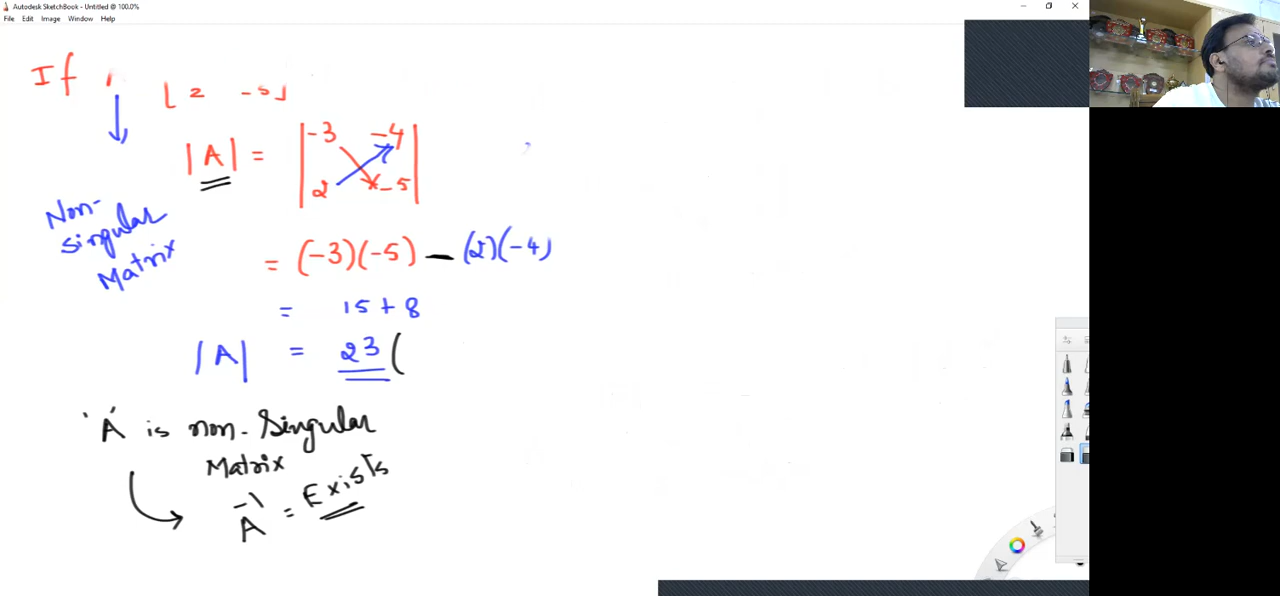 Autodesk SketchBook - Untitled @ 100.0%
File Edit Image Window Help
If
[2 -5]
|A| = |-3 -4|
|2 -5|
Non-
Singular
Matrix
= (-3)(-5) - (2)(-4)
= 15 + 8
|A| = 23 (
'A' is non-Singular
Matrix
A⁻¹ = Exists